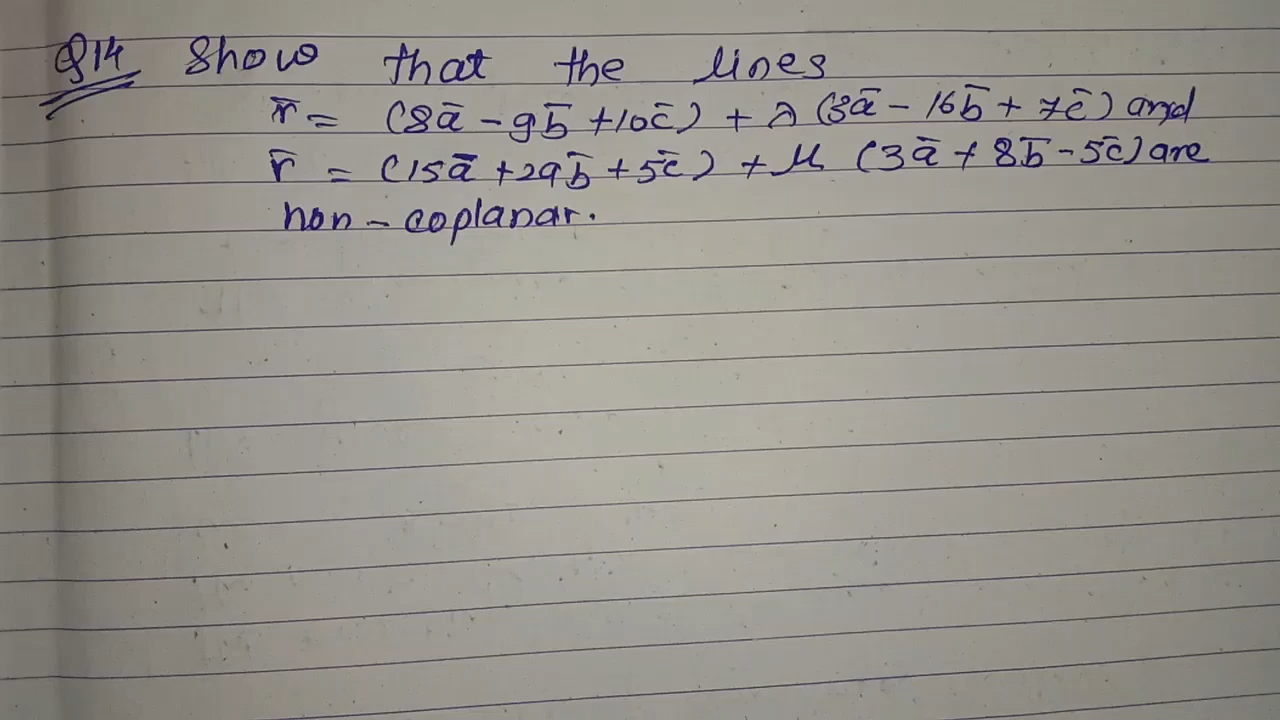 Q14 Show that the lines
r̄ = (8ā - 9b̄ + 10c̄) + λ (3ā - 16b̄ + 7c̄) and
r̄ = (15ā + 29b̄ + 5c̄) + μ (3ā + 8b̄ - 5c̄) are
non - coplanar.